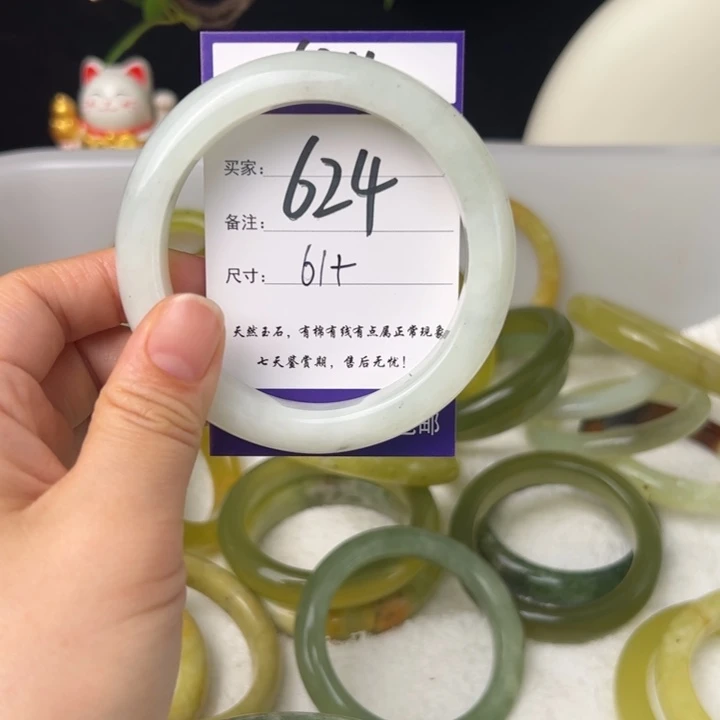 买家: 624
备注:
尺寸: 61+
天然玉石，有棉有线有点属正常现象
七天鉴赏期，售后无忧！
邮